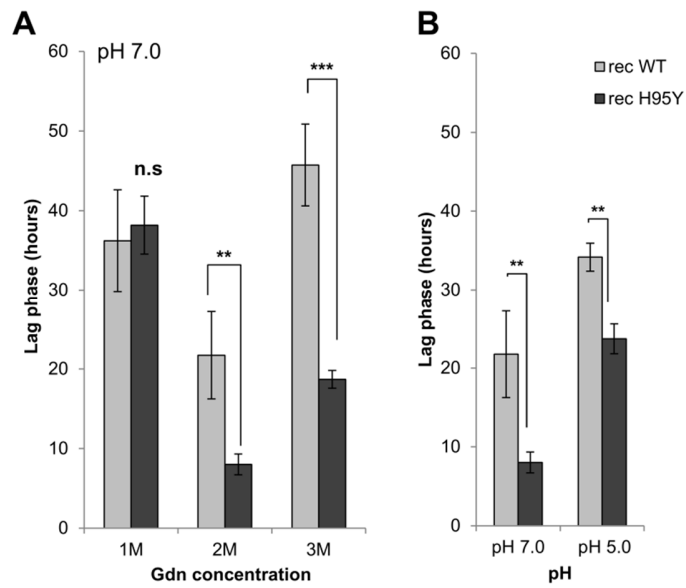 A
pH 7.0
60
50
40
30
20
10
0
Lag phase (hours)
n.s
**
***
1M 2M 3M
Gdn concentration
B
rec WT
rec H95Y
60
50
40
30
20
10
0
Lag phase (hours)
**
**
pH 7.0 pH 5.0
pH